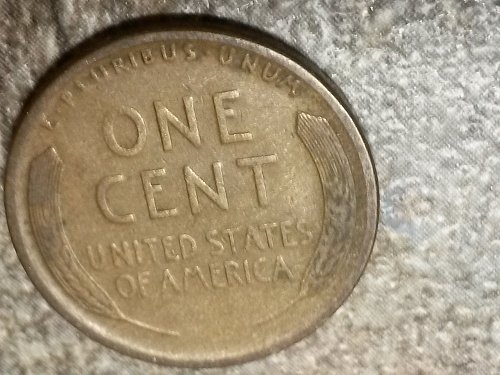 E·PLURIBUS·UNUM
ONE
CENT
UNITED STATES
OF AMERICA